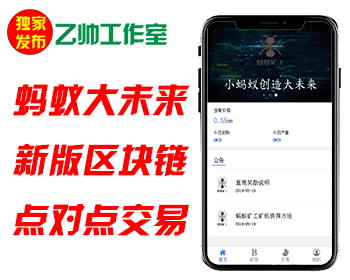 独家
发布
乙帅工作室
蚂蚁大未来
新版区块链
点对点交易
蚂蚁矿工
小蚂蚁创造大未来
当前价格
0.55
今日求购
今日产量
公告
直推奖励说明
2019-05-19
蚂蚁矿工矿机获得方法
2019-05-19
首页
矿机
交易
我的